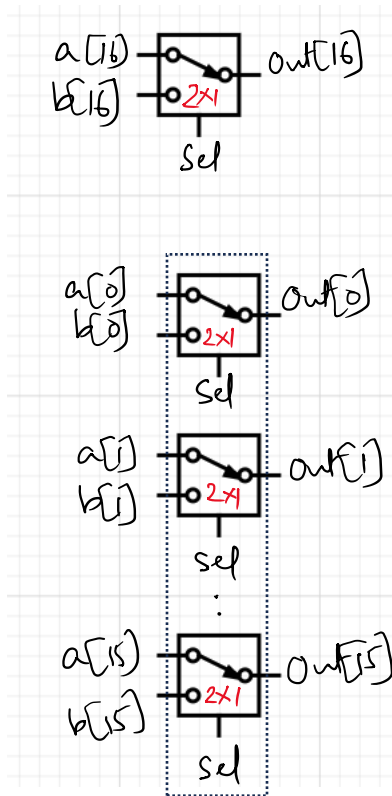 a[16]
out[16]
b[16]
2x1
sel
a[0]
out[0]
b[0]
2x1
sel
a[1]
out[1]
b[1]
2x1
sel
:
a[15]
out[15]
b[15]
2x1
sel